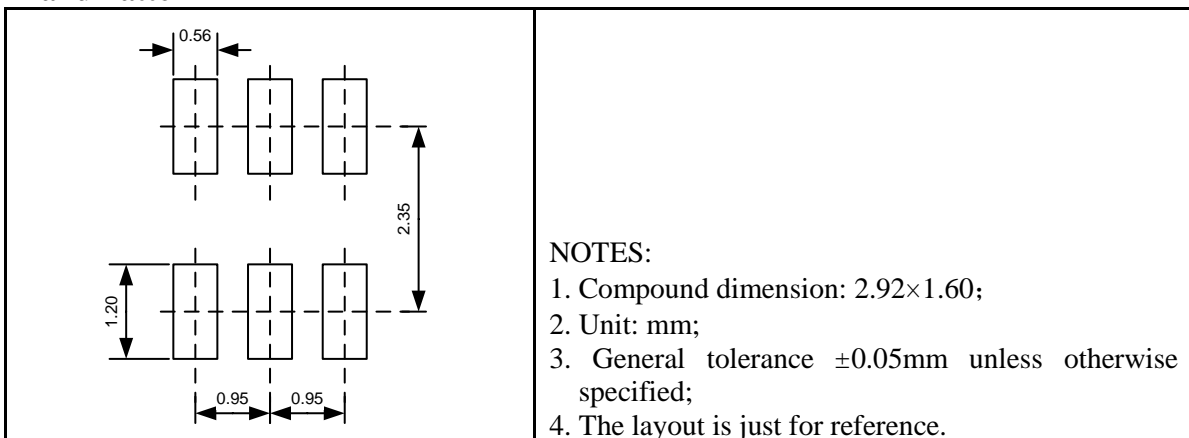 0.56
2.35
1.20
0.95 0.95
NOTES:
1. Compound dimension: 2.92×1.60；
2. Unit: mm;
3. General tolerance ±0.05mm unless otherwise
specified;
4. The layout is just for reference.